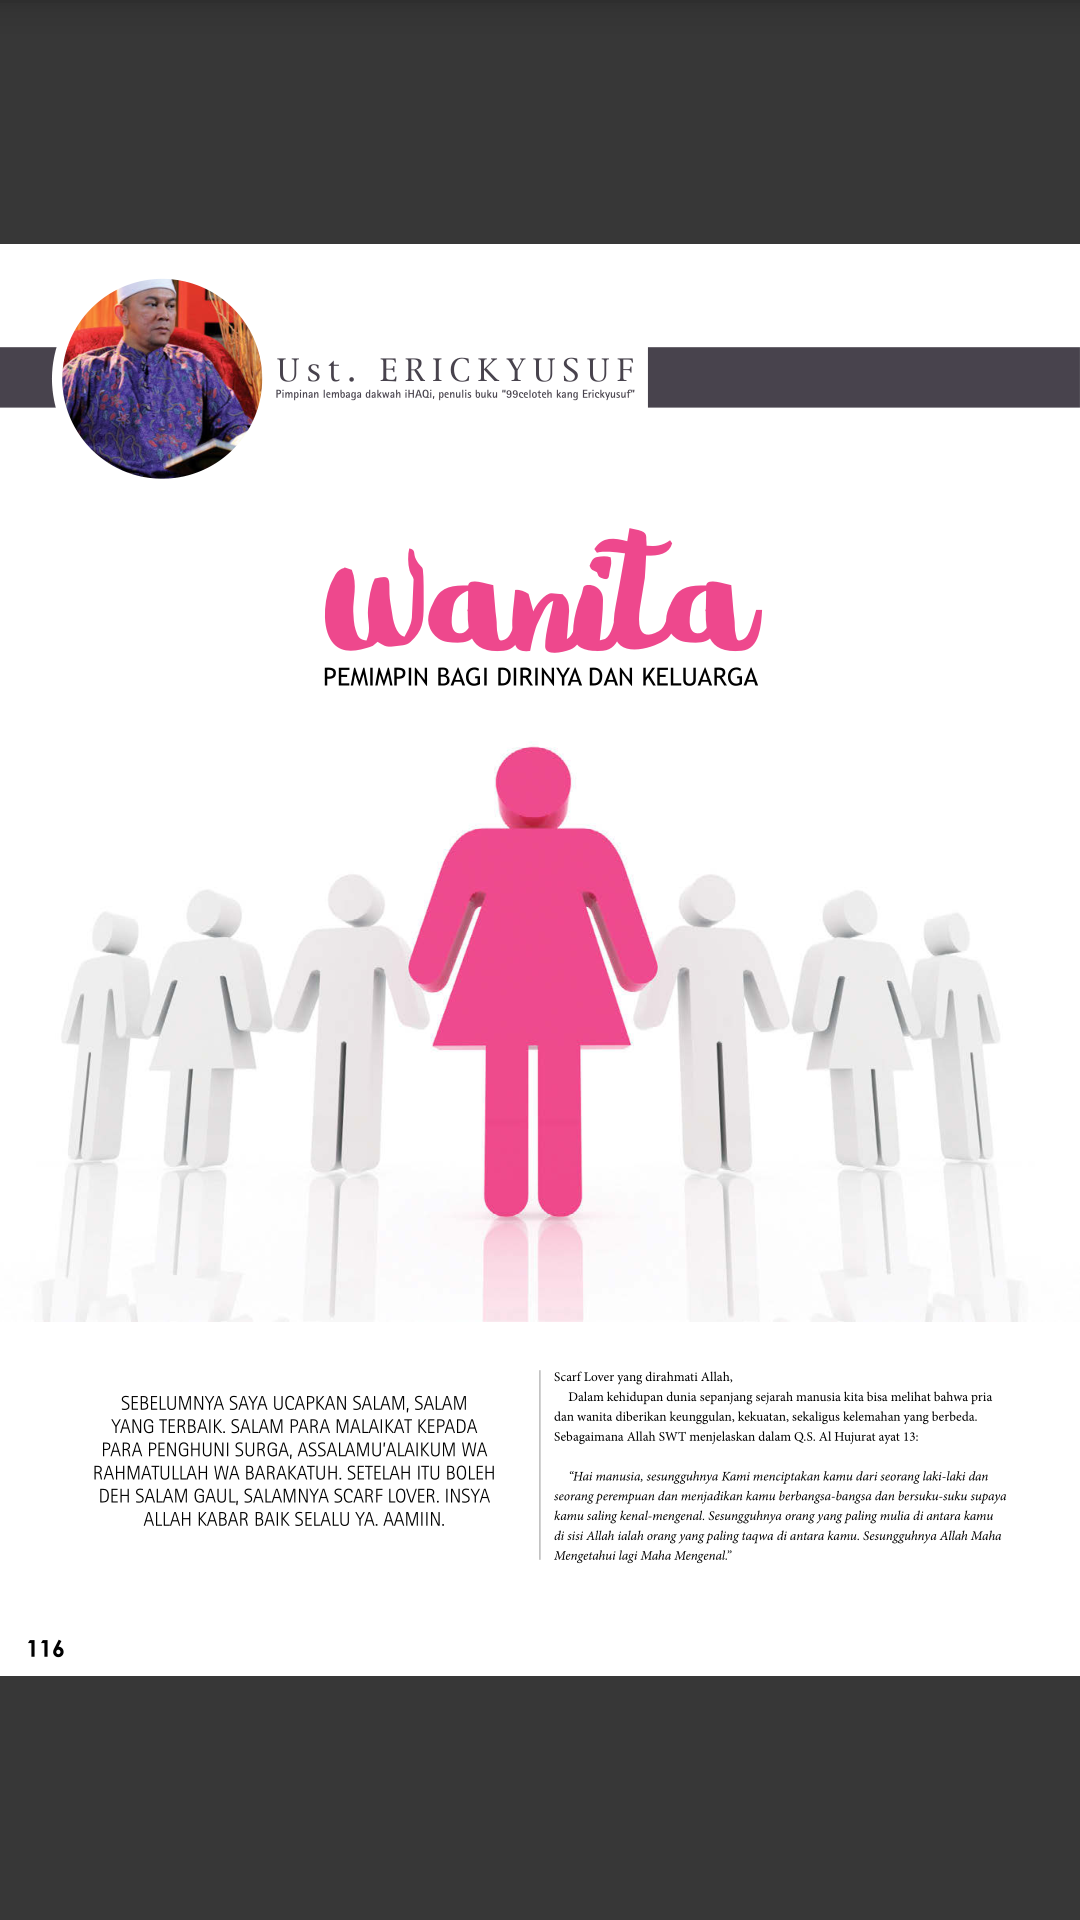 Ust. ERICKYUSUF
Pimpinan lembaga dakwah iHAQi, penulis buku "99celoteh kang Erickyusuf"
Wanita
PEMIMPIN BAGI DIRINYA DAN KELUARGA
SEBELUMNYA SAYA UCAPKAN SALAM, SALAM
YANG TERBAIK. SALAM PARA MALAIKAT KEPADA
PARA PENGHUNI SURGA, ASSALAMU'ALAIKUM WA
RAHMATULLAH WA BARAKATUH. SETELAH ITU BOLEH
DEH SALAM GAUL, SALAMNYA SCARF LOVER. INSYA
ALLAH KABAR BAIK SELALU YA. AAMIIN.
Scarf Lover yang dirahmati Allah,
Dalam kehidupan dunia sepanjang sejarah manusia kita bisa melihat bahwa pria
dan wanita diberikan keunggulan, kekuatan, sekaligus kelemahan yang berbeda.
Sebagaimana Allah SWT menjelaskan dalam Q.S. Al Hujurat ayat 13:
“Hai manusia, sesungguhnya Kami menciptakan kamu dari seorang laki-laki dan
seorang perempuan dan menjadikan kamu berbangsa-bangsa dan bersuku-suku supaya
kamu saling kenal-mengenal. Sesungguhnya orang yang paling mulia di antara kamu
di sisi Allah ialah orang yang paling taqwa di antara kamu. Sesungguhnya Allah Maha
Mengetahui lagi Maha Mengenal.”
116